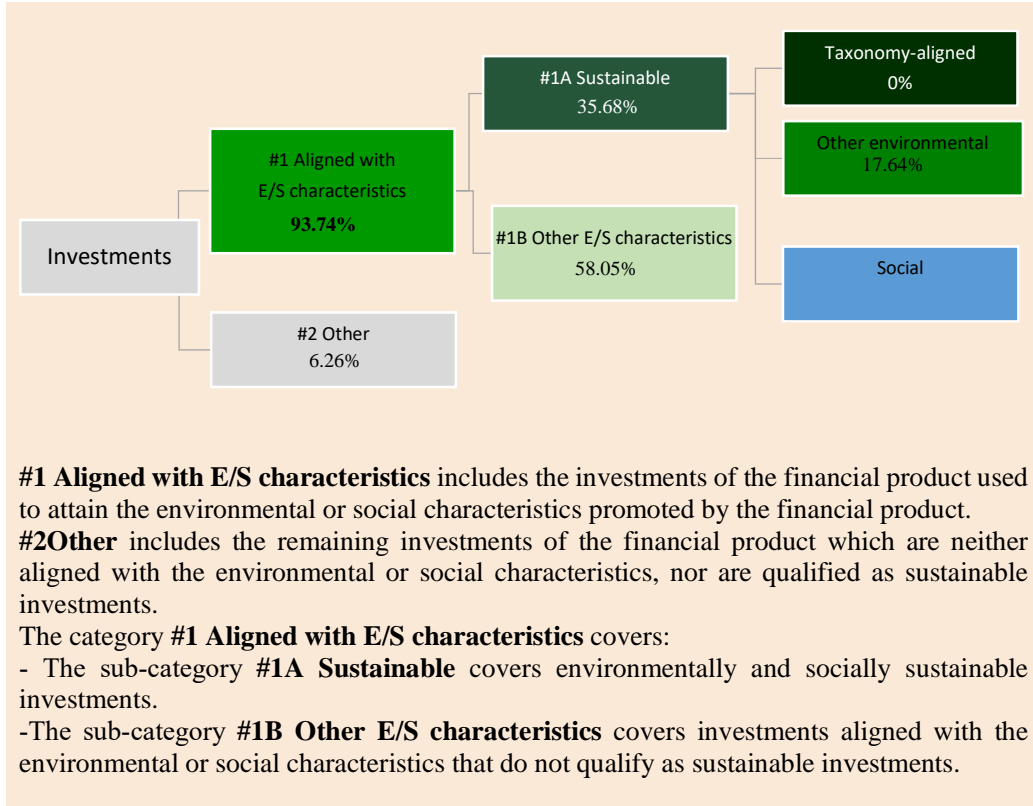 Investments
#1 Aligned with
E/S characteristics
93.74%
#2 Other
6.26%
#1A Sustainable
35.68%
#1B Other E/S characteristics
58.05%
Taxonomy-aligned
0%
Other environmental
17.64%
Social
#1 Aligned with E/S characteristics includes the investments of the financial product used
to attain the environmental or social characteristics promoted by the financial product.
#2Other includes the remaining investments of the financial product which are neither
aligned with the environmental or social characteristics, nor are qualified as sustainable
investments.
The category #1 Aligned with E/S characteristics covers:
- The sub-category #1A Sustainable covers environmentally and socially sustainable
investments.
-The sub-category #1B Other E/S characteristics covers investments aligned with the
environmental or social characteristics that do not qualify as sustainable investments.